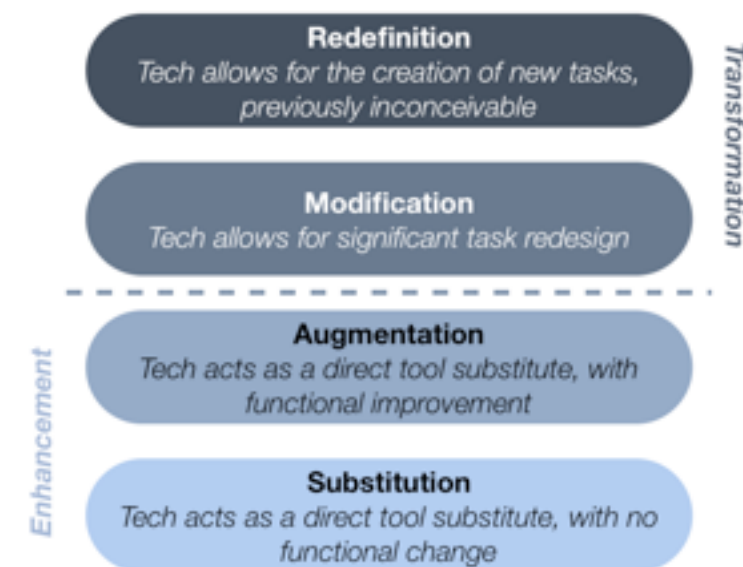 Redefinition
Tech allows for the creation of new tasks,
previously inconceivable
Transformation
Modification
Tech allows for significant task redesign
Augmentation
Tech acts as a direct tool substitute, with
functional improvement
Enhancement
Substitution
Tech acts as a direct tool substitute, with no
functional change